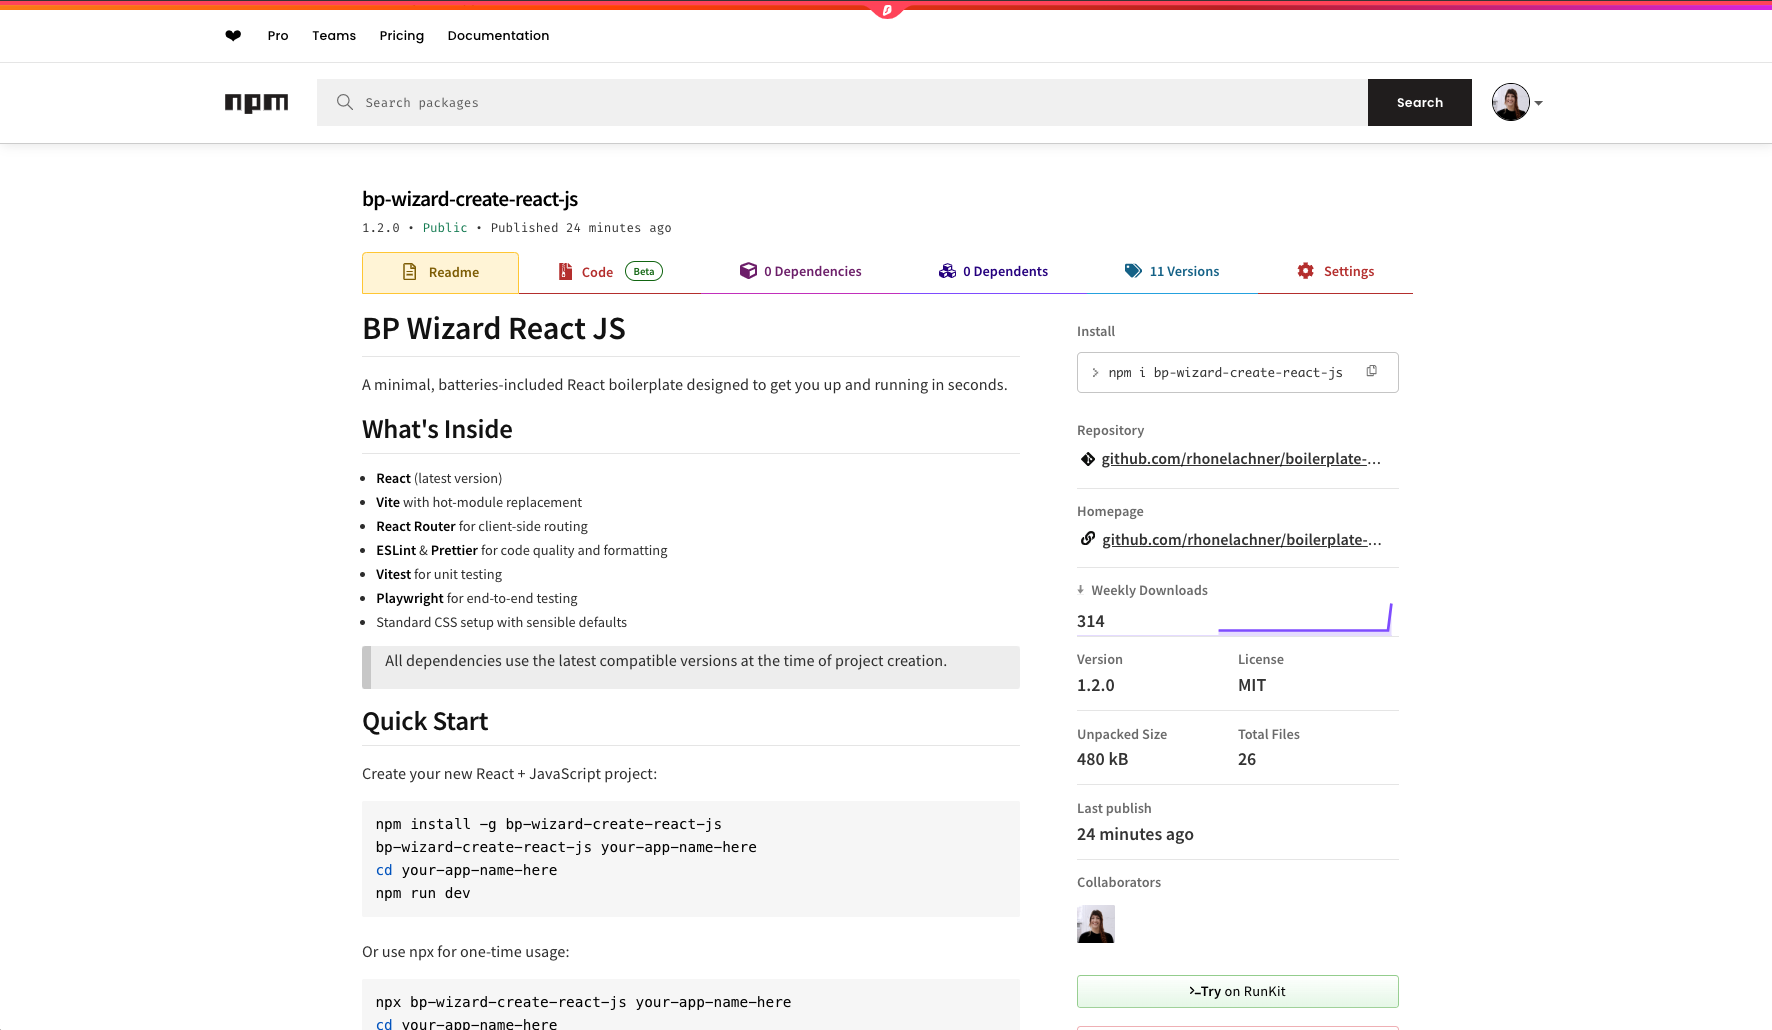 Pro Teams Pricing Documentation
npm
Search packages
Search
bp-wizard-create-react-js
1.2.0 • Public • Published 24 minutes ago
Readme
Code Beta
0 Dependencies
0 Dependents
11 Versions
Settings
BP Wizard React JS
A minimal, batteries-included React boilerplate designed to get you up and running in seconds.
What's Inside
• React (latest version)
• Vite with hot-module replacement
• React Router for client-side routing
• ESLint & Prettier for code quality and formatting
• Vitest for unit testing
• Playwright for end-to-end testing
• Standard CSS setup with sensible defaults
All dependencies use the latest compatible versions at the time of project creation.
Quick Start
Create your new React + JavaScript project:
npm install -g bp-wizard-create-react-js
bp-wizard-create-react-js your-app-name-here
cd your-app-name-here
npm run dev
Or use npx for one-time usage:
npx bp-wizard-create-react-js your-app-name-here
cd your-app-name-here
Install
> npm i bp-wizard-create-react-js
Repository
github.com/rhonelachner/boilerplate-...
Homepage
github.com/rhonelachner/boilerplate-...
Weekly Downloads
314
Version
1.2.0
License
MIT
Unpacked Size
480 kB
Total Files
26
Last publish
24 minutes ago
Collaborators
>_Try on RunKit